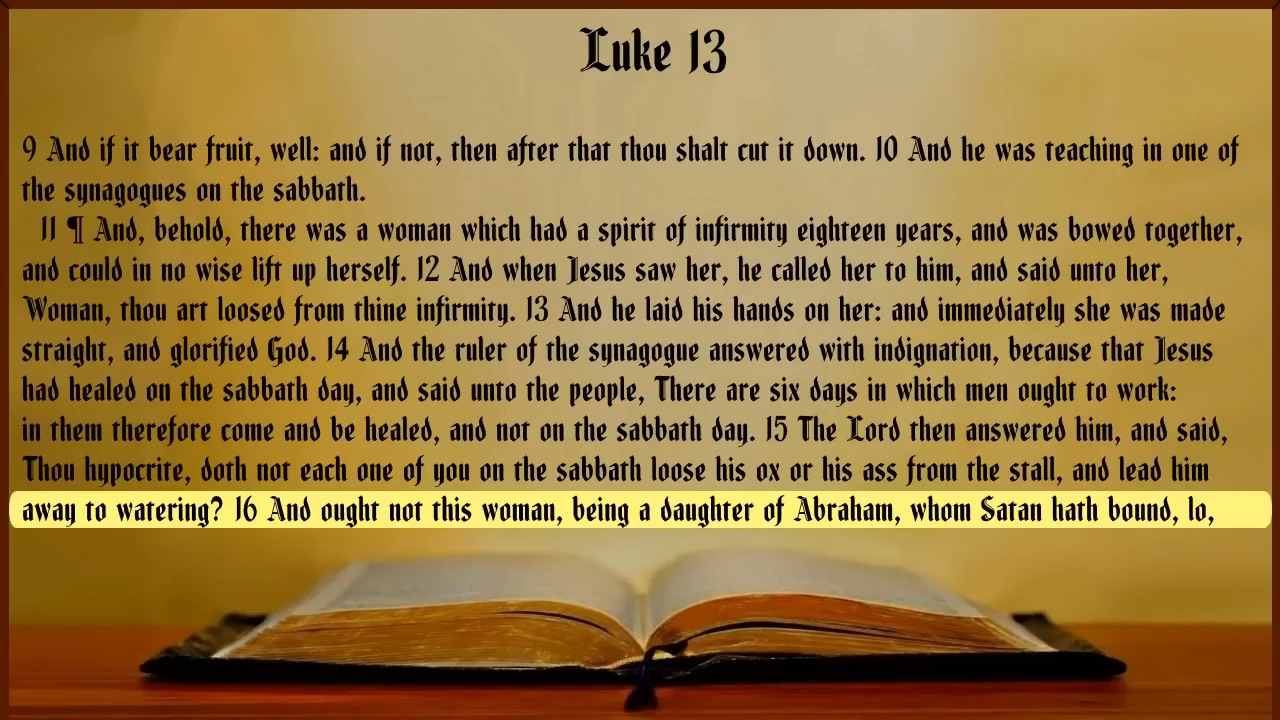 Luke 13
9 And if it bear fruit, well: and if not, then after that thou shalt cut it down. 10 And he was teaching in one of
the synagogues on the sabbath.
11 ¶ And, behold, there was a woman which had a spirit of infirmity eighteen years, and was bowed together,
and could in no wise lift up herself. 12 And when Jesus saw her, he called her to him, and said unto her,
Woman, thou art loosed from thine infirmity. 13 And he laid his hands on her: and immediately she was made
straight, and glorified God. 14 And the ruler of the synagogue answered with indignation, because that Jesus
had healed on the sabbath day, and said unto the people, There are six days in which men ought to work:
in them therefore come and be healed, and not on the sabbath day. 15 The Lord then answered him, and said,
Thou hypocrite, doth not each one of you on the sabbath loose his ox or his ass from the stall, and lead him
away to watering? 16 And ought not this woman, being a daughter of Abraham, whom Satan hath bound, lo,